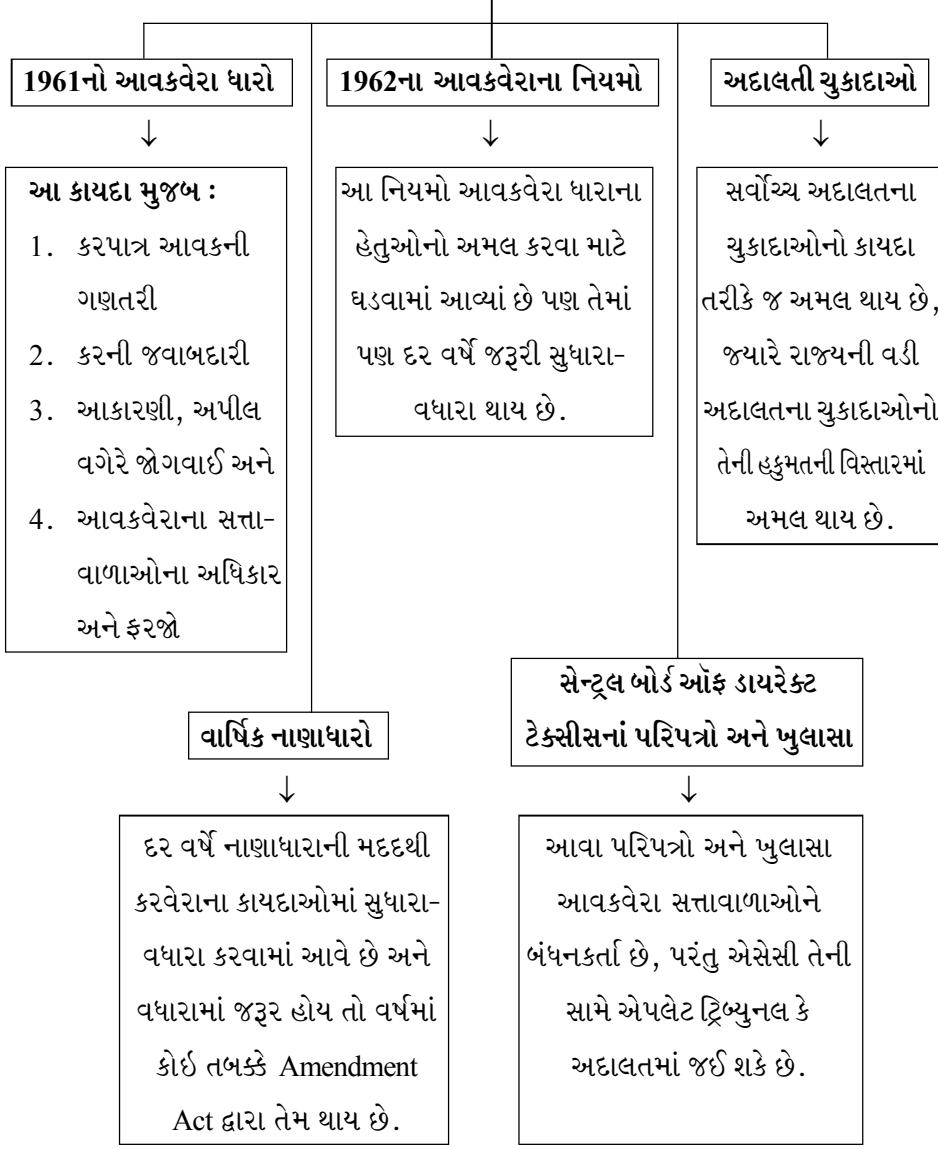 1961નો આવકવેરા ધારો
↓
આ કાયદા મુજબ :
1. કરપાત્ર આવકની
ગણતરી
2. કરની જવાબદારી
3. આકારણી, અપીલ
વગેરે જોગવાઈ અને
4. આવકવેરાના સત્તા-
વાળાઓના અધિકાર
અને ફરજો
1962ના આવકવેરાના નિયમો
↓
આ નિયમો આવકવેરા ધારાના
હેતુઓનો અમલ કરવા માટે
ઘડવામાં આવ્યાં છે પણ તેમાં
પણ દર વર્ષે જરૂરી સુધારા-
વધારા થાય છે.
અદાલતી ચુકાદાઓ
↓
સર્વોચ્ચ અદાલતના
ચુકાદાઓનો કાયદા
તરીકે જ અમલ થાય છે,
જ્યારે રાજ્યની વડી
અદાલતના ચુકાદાઓનો
તેની હકુમતની વિસ્તારમાં
અમલ થાય છે.
વાર્ષિક નાણાધારો
↓
દર વર્ષે નાણાધારાની મદદથી
કરવેરાના કાયદાઓમાં સુધારા-
વધારા કરવામાં આવે છે અને
વધારામાં જરૂર હોય તો વર્ષમાં
કોઇ તબક્કે Amendment
Act દ્વારા તેમ થાય છે.
સેન્ટ્રલ બોર્ડ ઑફ ડાયરેક્ટ
ટેક્સીસનાં પરિપત્રો અને ખુલાસા
↓
આવા પરિપત્રો અને ખુલાસા
આવકવેરા સત્તાવાળાઓને
બંધનકર્તા છે, પરંતુ એસેસી તેની
સામે એપલેટ ટ્રિબ્યુનલ કે
અદાલતમાં જઈ શકે છે.